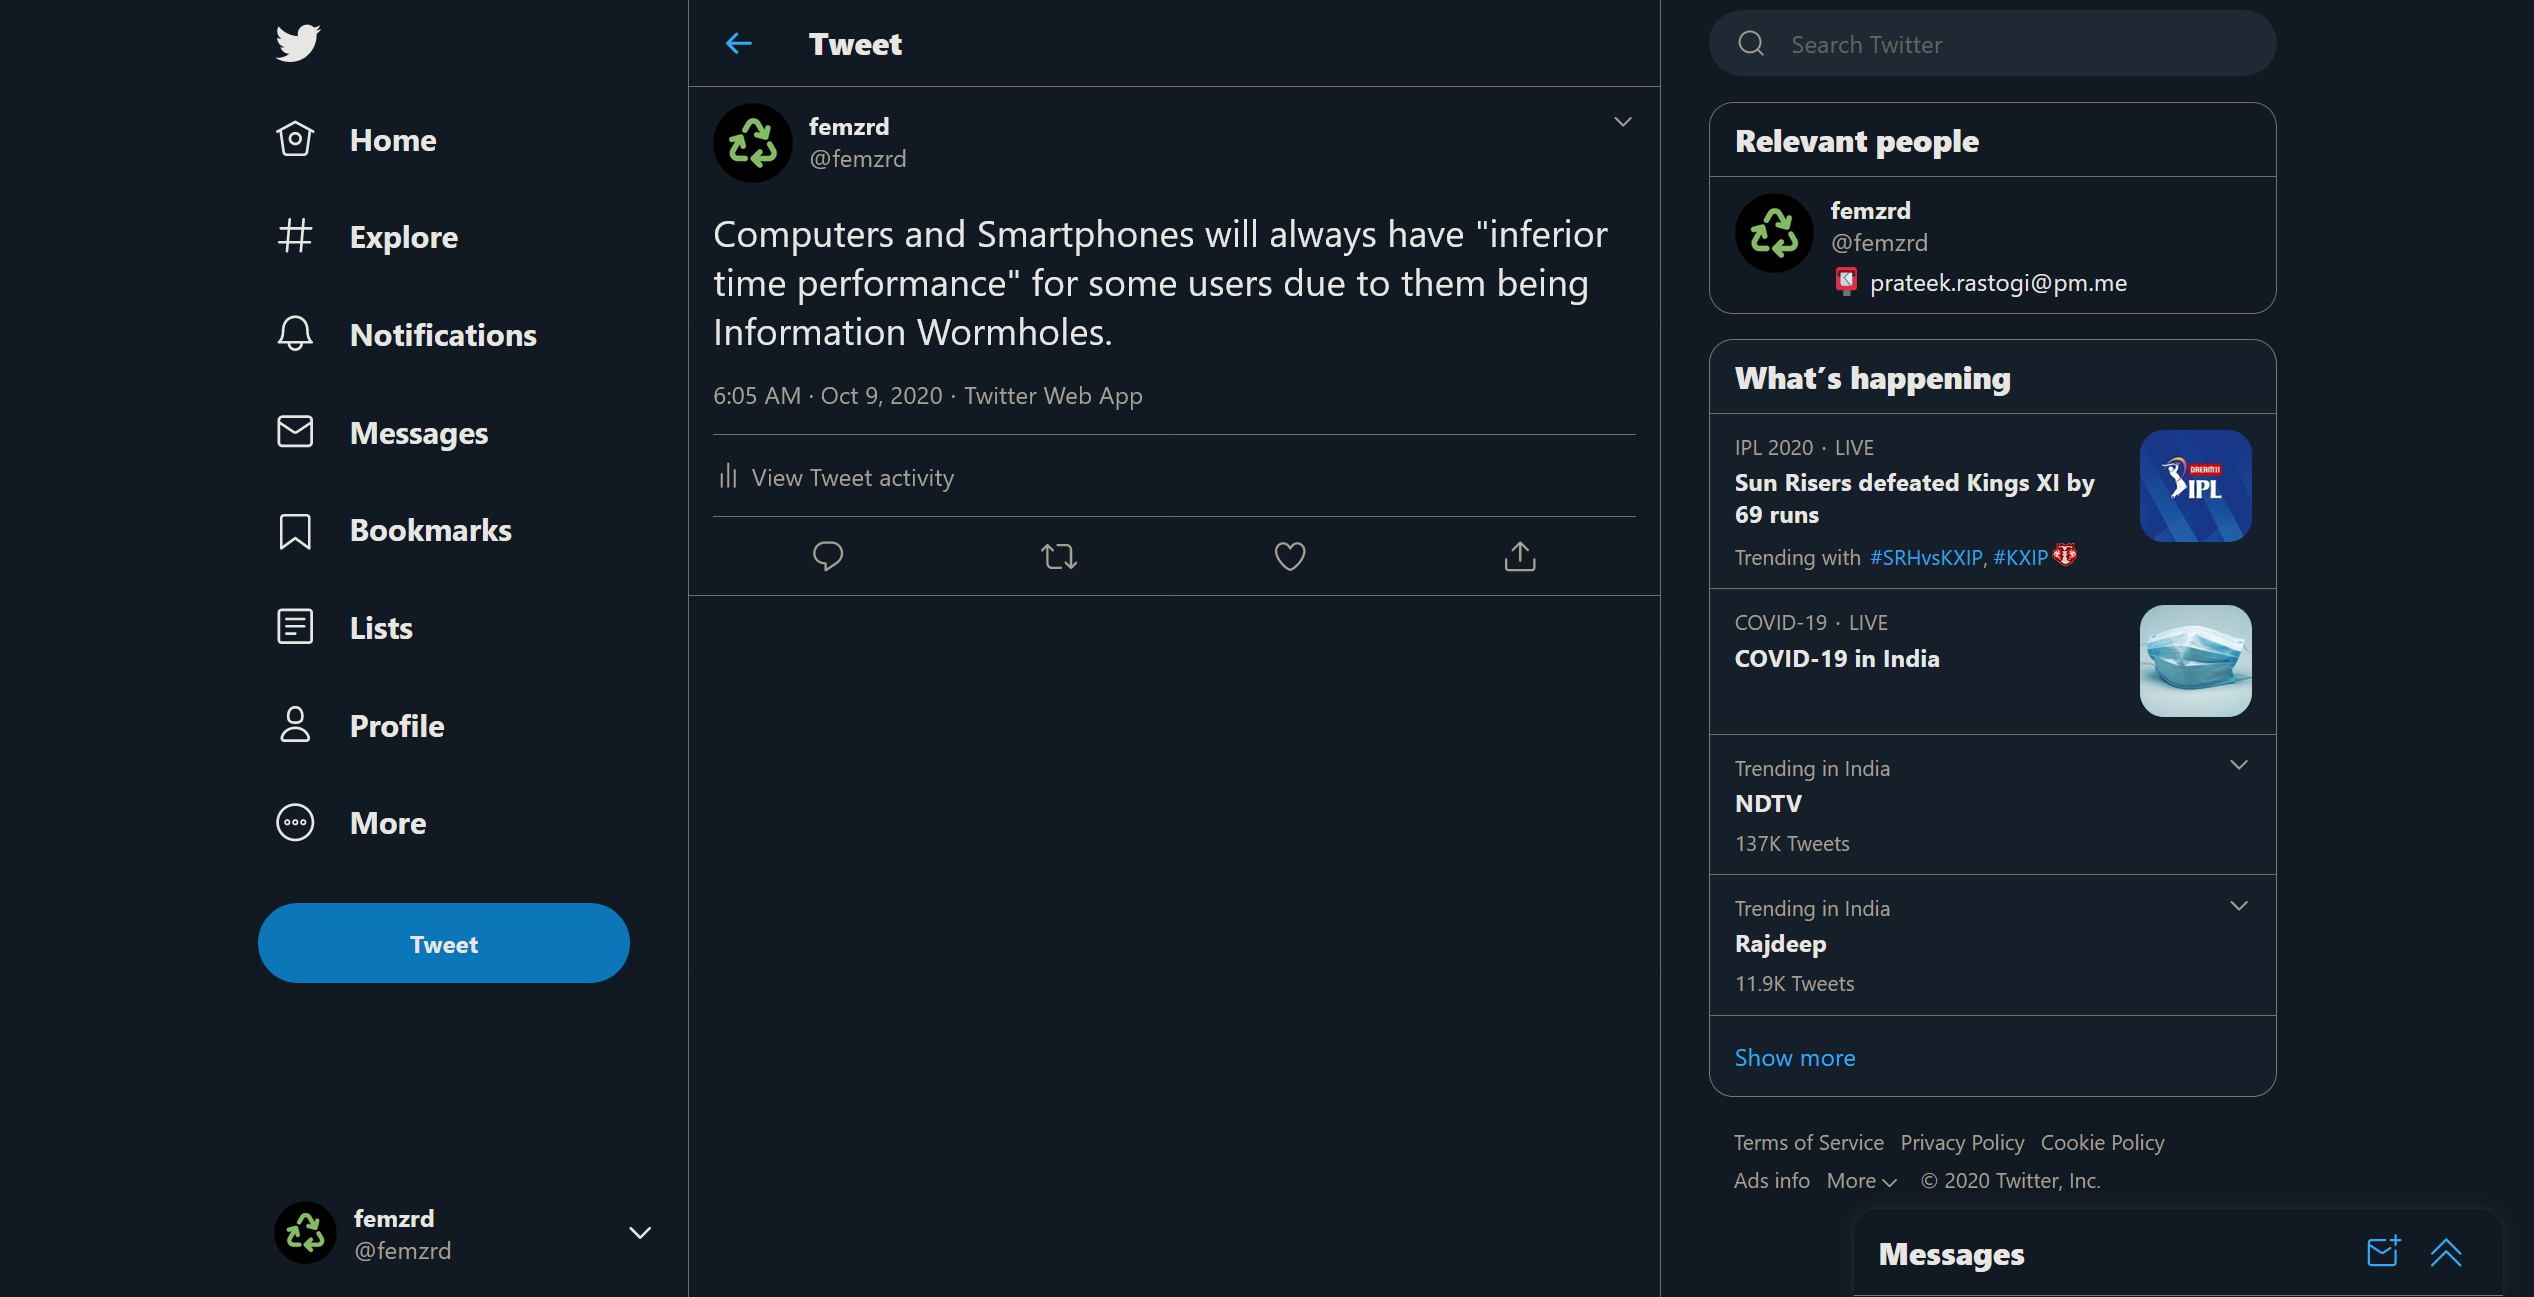 Home
Explore
Notifications
Messages
Bookmarks
Lists
Profile
More
Tweet
femzrd
@femzrd
Tweet
femzrd
@femzrd
Computers and Smartphones will always have "inferior
time performance" for some users due to them being
Information Wormholes.
6:05 AM · Oct 9, 2020 · Twitter Web App
View Tweet activity
Search Twitter
Relevant people
femzrd
@femzrd
prateek.rastogi@pm.me
What's happening
IPL 2020 · LIVE
Sun Risers defeated Kings XI by
69 runs
Trending with #SRHvsKXIP, #KXIP
DREAM11
IPL
COVID-19 · LIVE
COVID-19 in India
Trending in India
NDTV
137K Tweets
Trending in India
Rajdeep
11.9K Tweets
Show more
Terms of Service Privacy Policy Cookie Policy
Ads info More © 2020 Twitter, Inc.
Messages